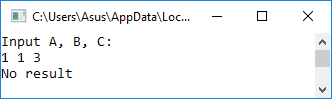 C:\Users\Asus\AppData\Loc...
Input A, B, C:
1 1 3
No result